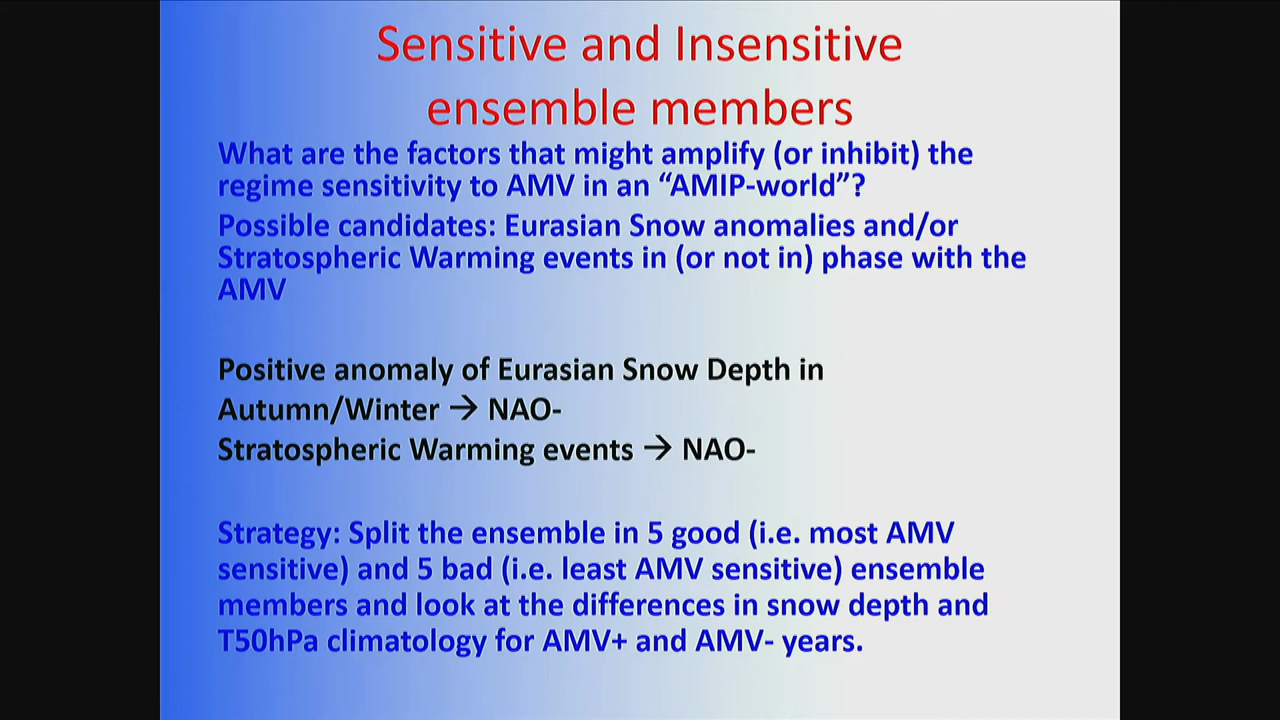 Sensitive and Insensitive
ensemble members
What are the factors that might amplify (or inhibit) the
regime sensitivity to AMV in an “AMIP-world”?
Possible candidates: Eurasian Snow anomalies and/or
Stratospheric Warming events in (or not in) phase with the
AMV
Positive anomaly of Eurasian Snow Depth in
Autumn/Winter → NAO-
Stratospheric Warming events → NAO-
Strategy: Split the ensemble in 5 good (i.e. most AMV
sensitive) and 5 bad (i.e. least AMV sensitive) ensemble
members and look at the differences in snow depth and
T50hPa climatology for AMV+ and AMV- years.